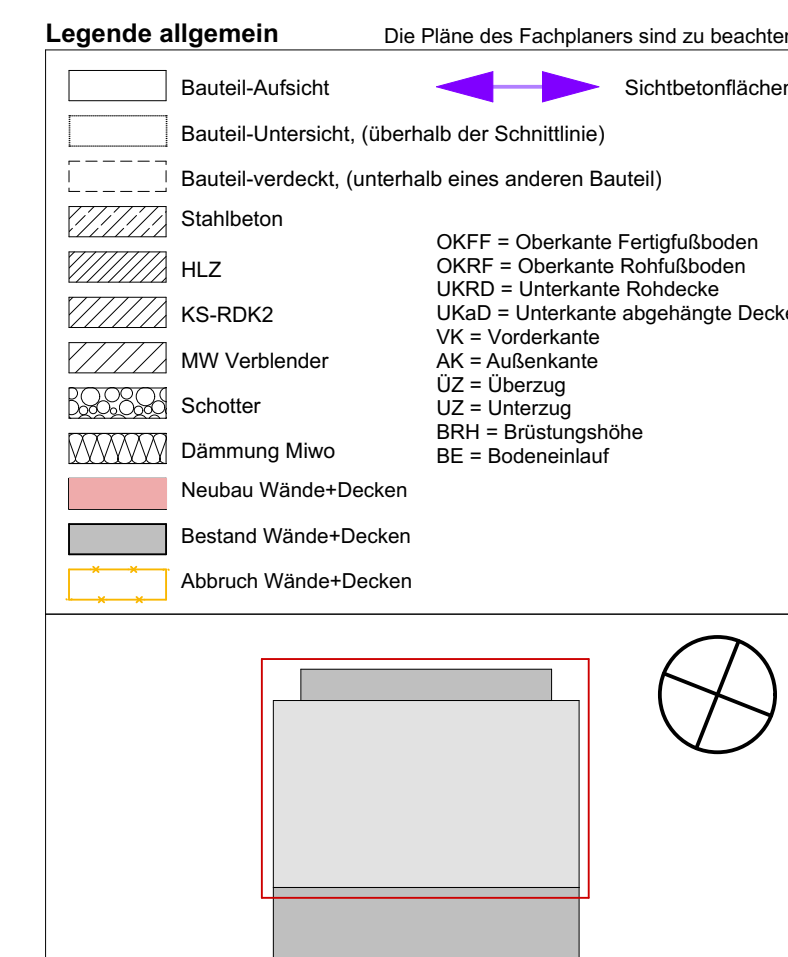 Legende allgemein
Die Pläne des Fachplaners sind zu beachten
Bauteil-Aufsicht
Sichtbetonflächen
Bauteil-Untersicht, (überhalb der Schnittlinie)
Bauteil-verdeckt, (unterhalb eines anderen Bauteil)
Stahlbeton
HLZ
KS-RDK2
MW Verblender
Schotter
Dämmung Miwo
Neubau Wände+Decken
Bestand Wände+Decken
Abbruch Wände+Decken
OKFF = Oberkante Fertigfußboden
OKRF = Oberkante Rohfußboden
UKRD = Unterkante Rohdecke
UKaD = Unterkante abgehängte Decke
VK = Vorderkante
AK = Außenkante
ÜZ = Überzug
UZ = Unterzug
BRH = Brüstungshöhe
BE = Bodeneinlauf